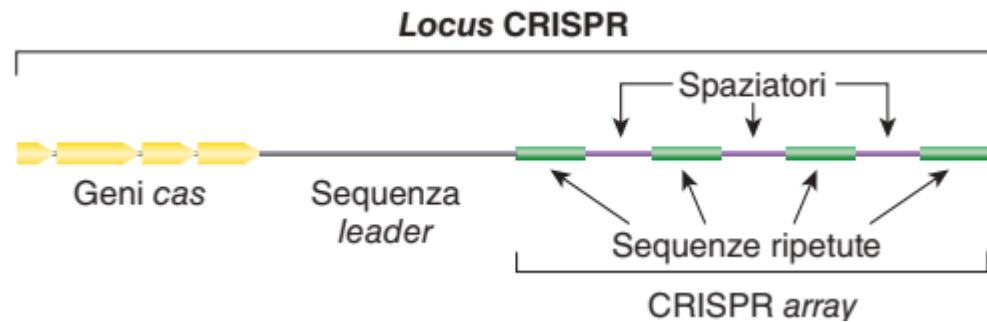 Locus CRISPR
Spaziatori
Geni cas
Sequenza
leader
Sequenze ripetute
CRISPR array